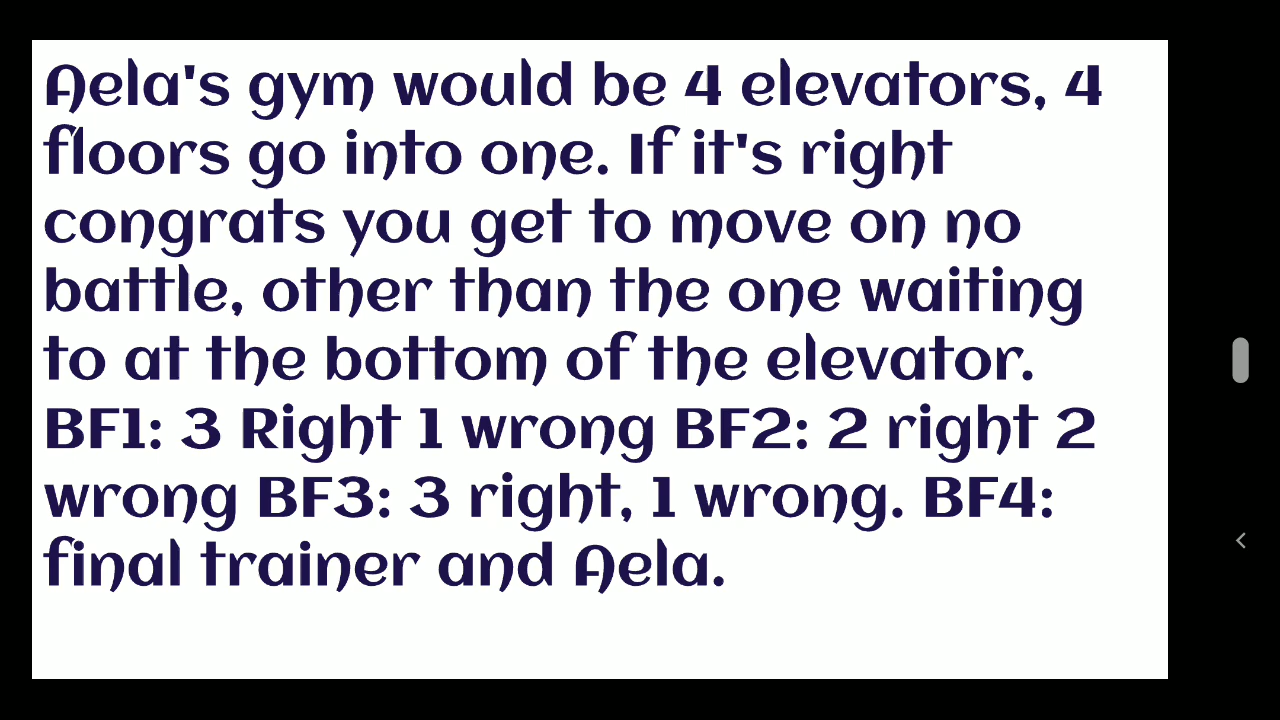 Aela's gym would be 4 elevators, 4
floors go into one. If it's right
congrats you get to move on no
battle, other than the one waiting
to at the bottom of the elevator.
BF1: 3 Right 1 wrong BF2: 2 right 2
wrong BF3: 3 right, 1 wrong. BF4:
final trainer and Aela.